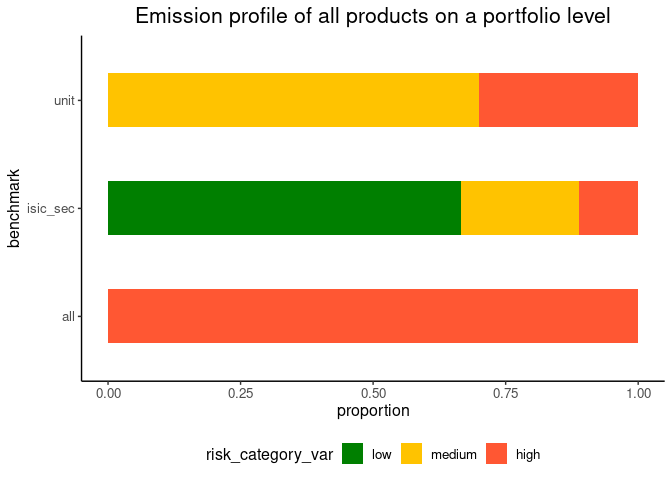 Emission profile of all products on a portfolio level
benchmark
unit
isic_sec
all
0.00 0.25 0.50 0.75 1.00
proportion
risk_category_var low medium high